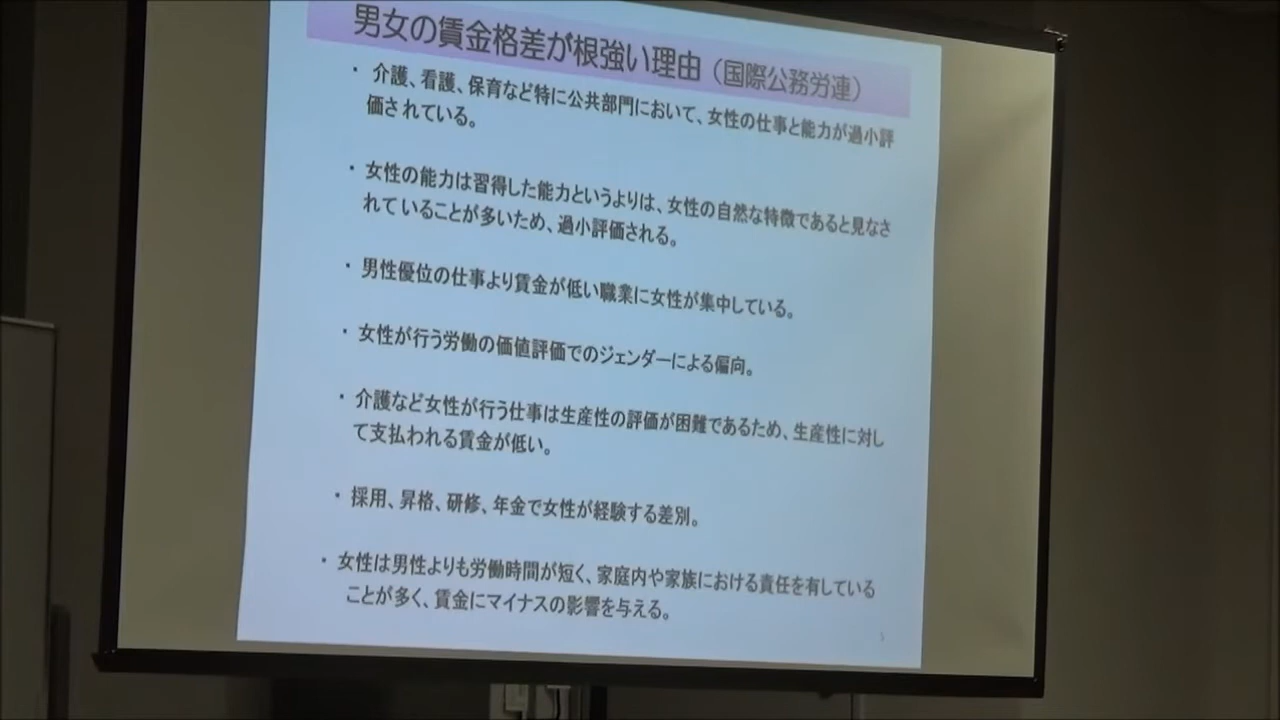 男女の賃金格差が根強い理由（国際公務労連）
・ 介護、看護、保育など特に公共部門において、女性の仕事と能力が過小評
価されている。
・ 女性の能力は習得した能力というよりは、女性の自然な特徴であると見なさ
れていることが多いため、過小評価される。
・ 男性優位の仕事より賃金が低い職業に女性が集中している。
・ 女性が行う労働の価値評価でのジェンダーによる偏向。
・ 介護など女性が行う仕事は生産性の評価が困難であるため、生産性に対し
て支払われる賃金が低い。
・ 採用、昇格、研修、年金で女性が経験する差別。
・ 女性は男性よりも労働時間が短く、家庭内や家族における責任を有している
ことが多く、賃金にマイナスの影響を与える。
5